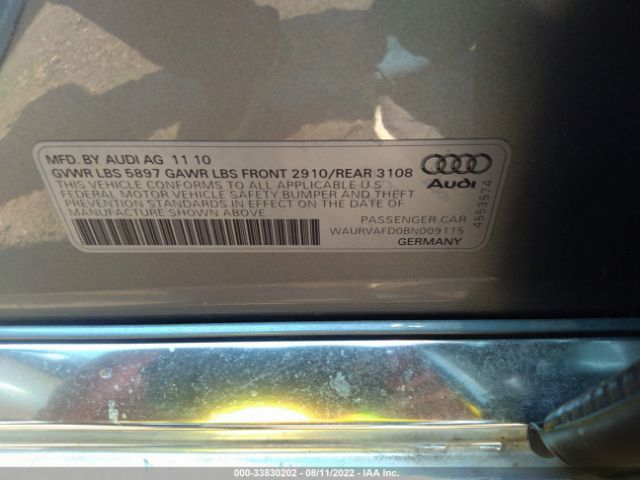 MFD. BY AUDI AG 11 10
GVWR LBS 5897 GAWR LBS FRONT 2910/REAR 3108
THIS VEHICLE CONFORMS TO ALL APPLICABLE U.S
FEDERAL MOTOR VEHICLE SAFETY BUMPER AND THEFT
PREVENTION STANDARDS IN EFFECT ON THE DATE OF
MANUFACTURE SHOWN ABOVE
Audi
4553574
PASSENGER CAR
WAURVAFD0BN009115
GERMANY
000-33830202 - 08/11/2022 - IAA Inc.